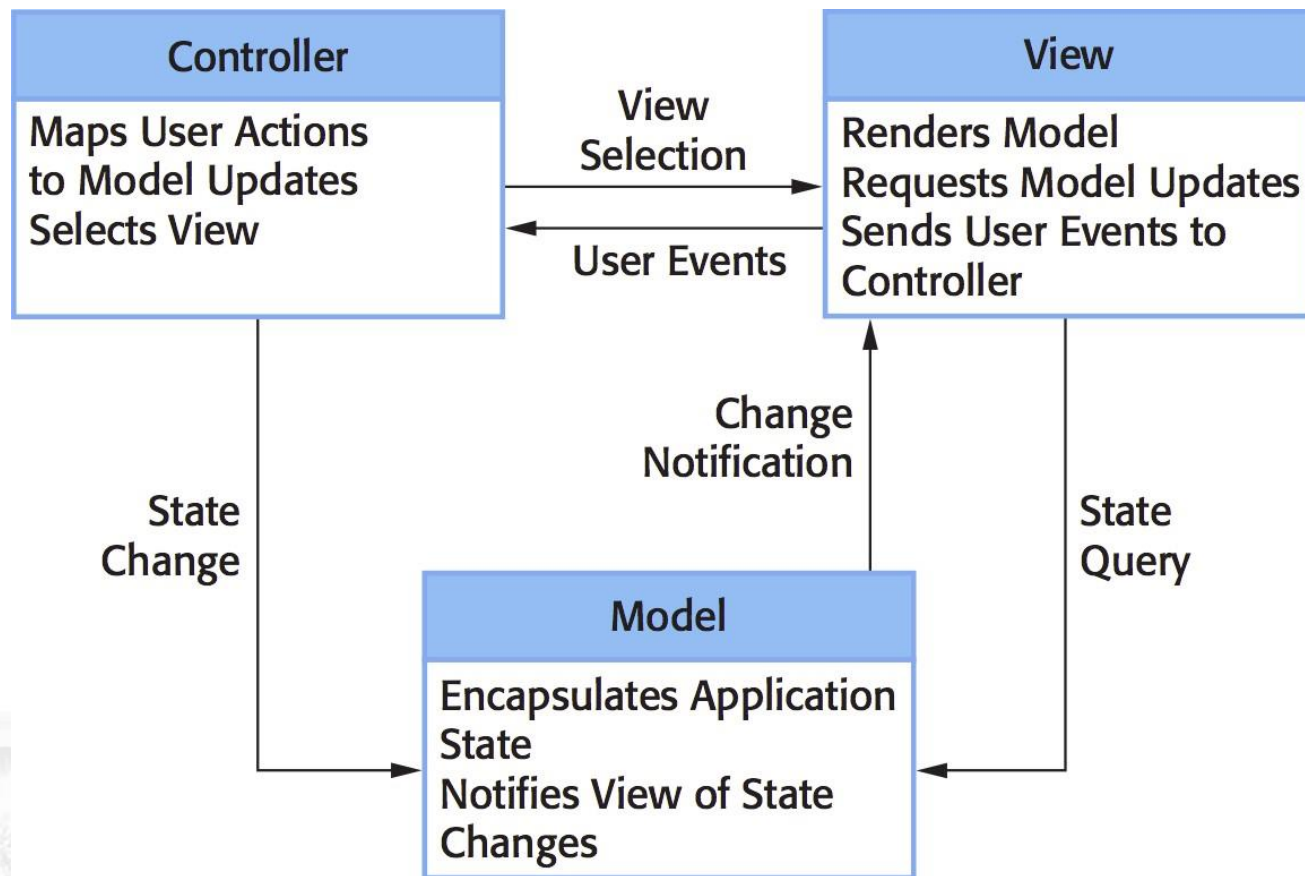 Controller
Maps User Actions
to Model Updates
Selects View
View
Selection
User Events
View
Renders Model
Requests Model Updates
Sends User Events to
Controller
State
Change
Change
Notification
State
Query
Model
Encapsulates Application
State
Notifies View of State
Changes